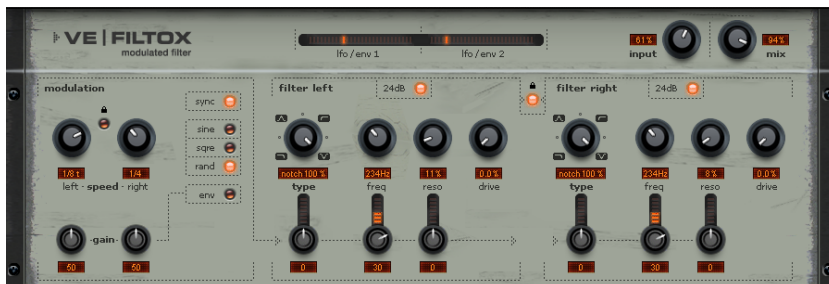 VE | FILTOX
modulated filter
lfo / env 1
lfo / env 2
61%
input
94%
mix
modulation
sync
sine
sqre
rand
env
1/8 t
1/4
left - speed - right
gain
50
50
filter left
24dB
notch 100 %
234Hz
11%
0.0%
type
freq
reso
drive
0
30
0
filter right
24dB
notch 100 %
234Hz
8%
0.0%
type
freq
reso
drive
0
30
0